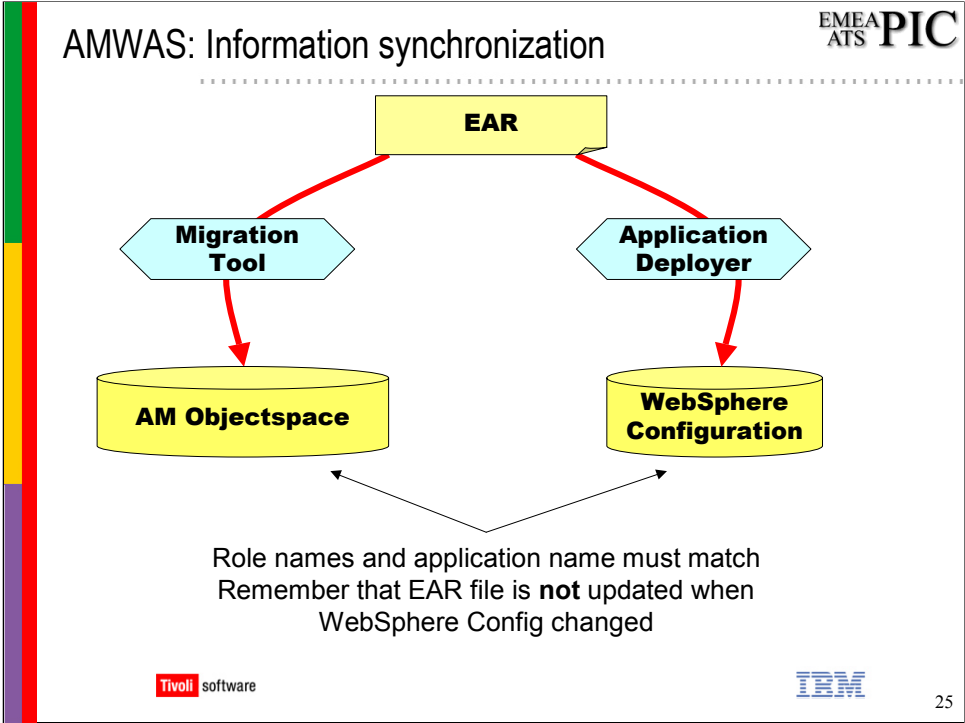 AMWAS: Information synchronization
EMEA
ATS PIC
EAR
Migration
Tool
Application
Deployer
AM Objectspace
WebSphere
Configuration
Role names and application name must match
Remember that EAR file is not updated when
WebSphere Config changed
Tivoli software
IBM
25